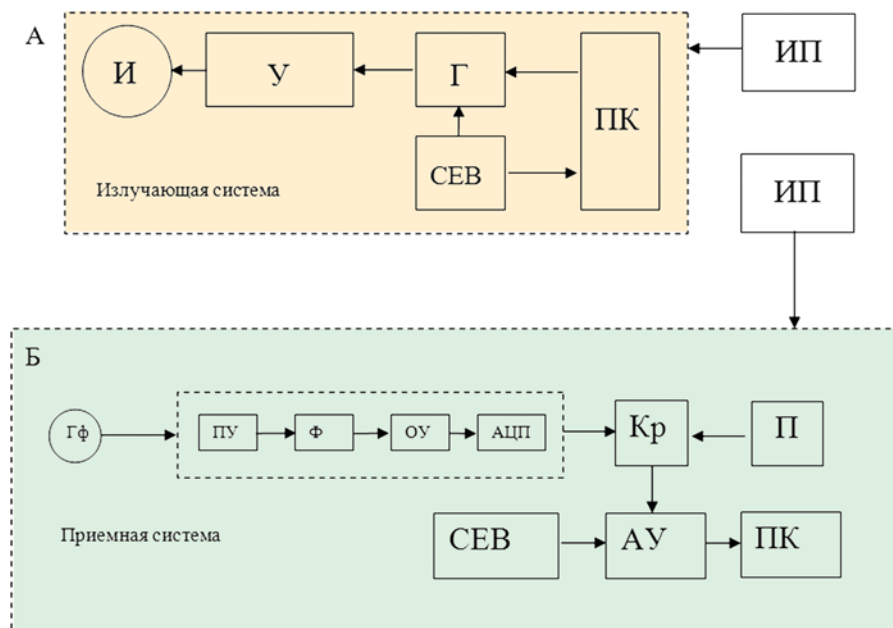 А
И
У
Г
ПК
ИП
СЕВ
Излучающая система
ИП
Б
Гф
ПУ
Ф
ОУ
АЦП
Кр
П
СЕВ
АУ
ПК
Приемная система